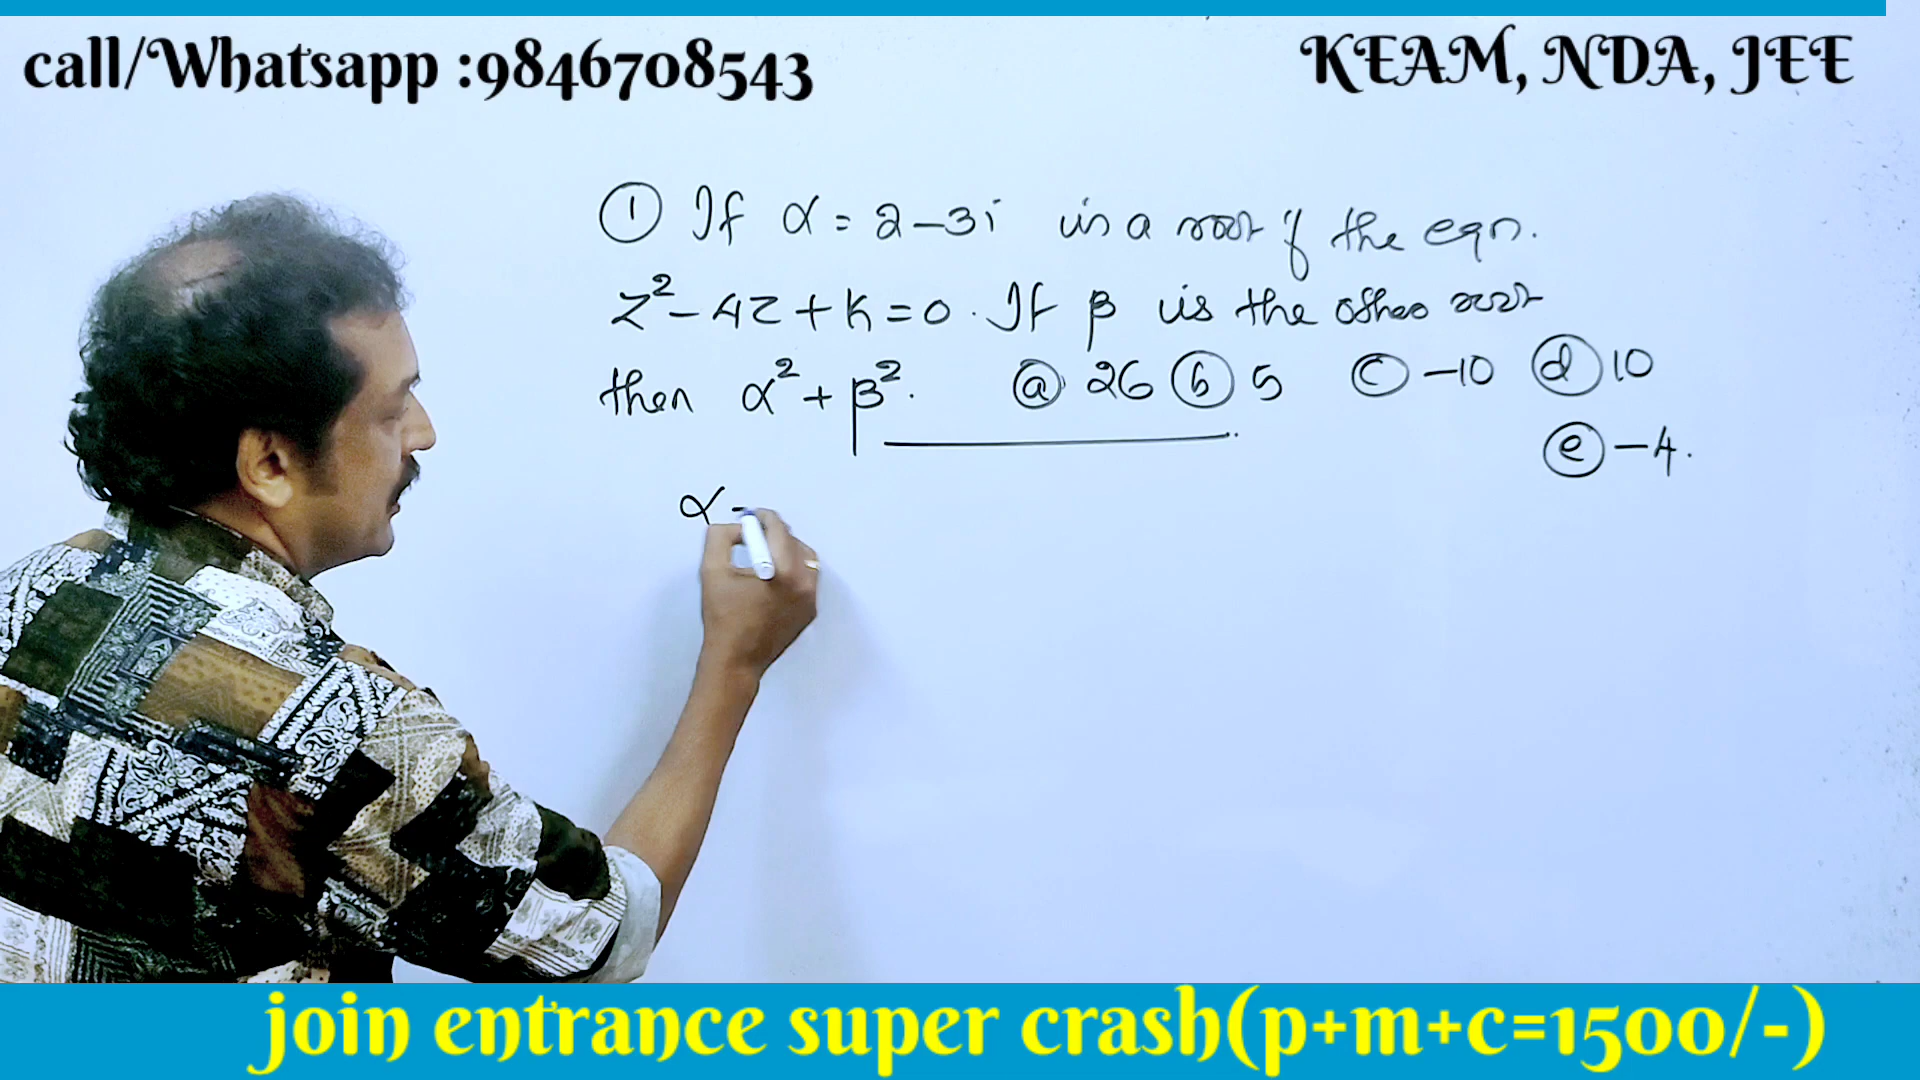 call/Whatsapp :9846708543
KEAM, NDA, JEE
① If α = 2-3i is a root of the eqn.
z² - 4z + k = 0. If β is the other root
then α² + β². ⓐ 26 ⓑ 5 ⓒ -10 ⓓ 10
ⓔ -4.
α =
join entrance super crash(p+m+c=1500/-)